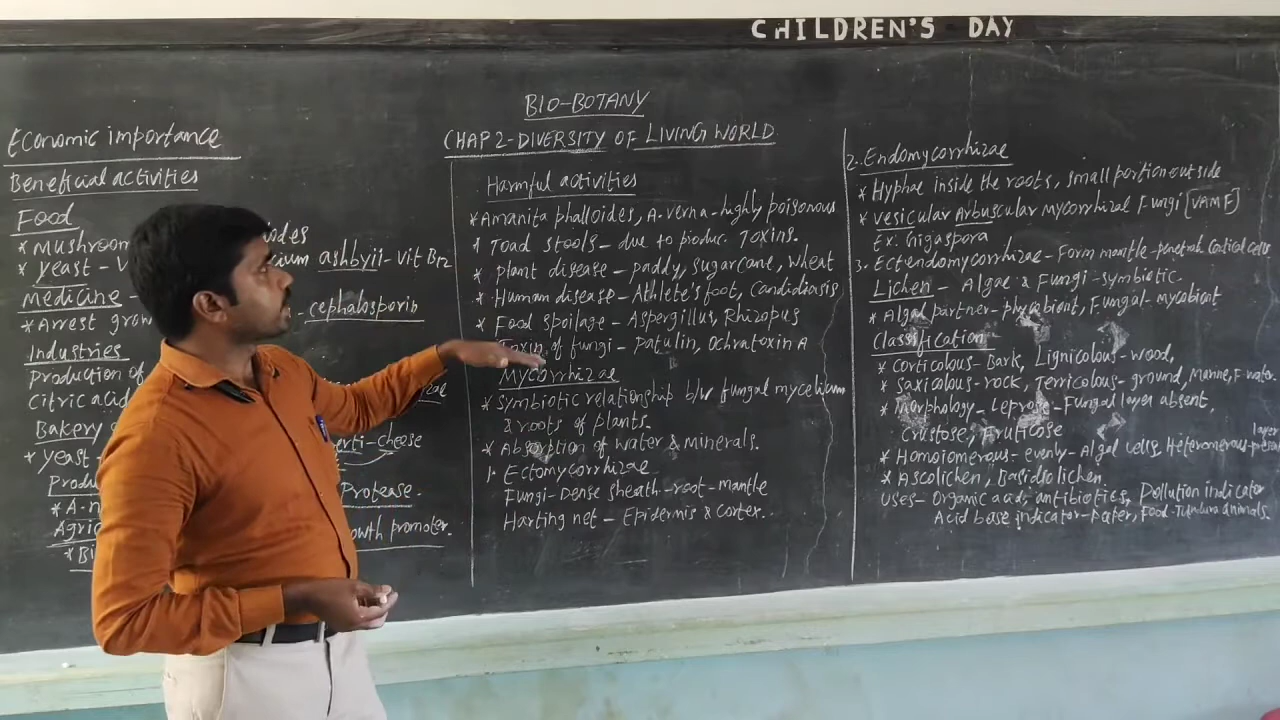 CHILDREN'S DAY
BIO-BOTANY
CHAP 2-DIVERSITY OF LIVING WORLD
Economic importance
Beneficial activities
Food
* Mushroom
* yeast - V
ashbyii - Vit B12
Medicine -
cephalosporin
* Arrest grow
Industries
Production of
Citric acid
Bakery
erti - cheese
* yeast
Produ
Protease.
* A.n
Agric
owth promoter.
* Bi
Harmful activities
* Amanita phalloides, A. verna - highly poisonous
* Toad stools - due to produc. Toxins.
* plant disease - paddy, sugarcane, wheat
* Human disease - Athlete's foot, Candidiasis
* Food spoilage - Aspergillus, Rhizopus
Toxin of fungi - Patulin, Ochratoxin A
Mycorrhizae
* Symbiotic relationship b/w fungal mycelium
& roots of plants.
* Absorption of water & minerals.
1. Ectomycorrhizae
Fungi - Dense sheath - root - mantle
Harting net - Epidermis & cortex.
2. Endomycorrhizae
* Hyphae inside the roots, small portion outside
* Vesicular Arbuscular mycorrhizal Fungi [VAMF]
Ex: Gigaspora
3. Ectendomycorrhizae - Form mantle - penetrate Cortical cells
Lichen - Algae & Fungi - symbiotic
* Algal partner - phycobiont, Fungal - mycobiont
Classification
* Corticolous - Bark, Lignicolous - wood,
* Saxicolous - rock, Terricolous - ground, Marine, F. water.
* Morphology - Leprose - Fungal layer absent,
Crustose, Fruticose
* Homoiomerous - evenly - Algal cells, Heteromerous - layer present
* Ascolichen, Basidiolichen.
Uses - Organic acid, antibiotics, Pollution indicator
Acid base indicator - paper, Food - Tundra animals.